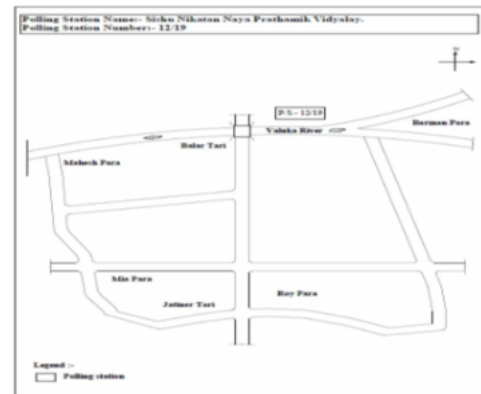 Polling Station Name:- Sishu Nikatan Naya Prathamik Vidyalay.
Polling Station Number:- 12/19
N
P.S.- 12/19
Barman Para
Valuka River
Balar Tari
Mahesh Para
Mia Para
Roy Para
Jotiner Tari
Legend :-
Polling station